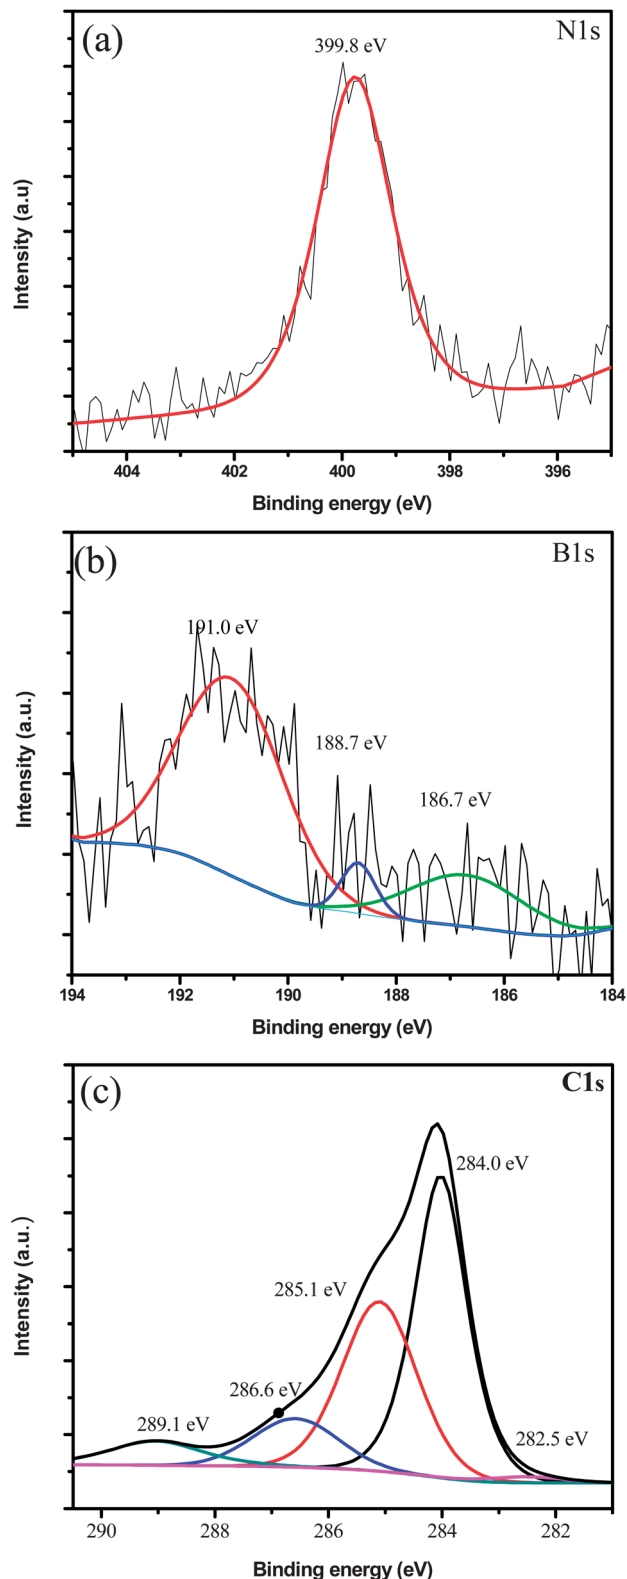 (a)
N1s
399.8 eV
Intensity (a.u)
404 402 400 398 396
Binding energy (eV)
(b)
B1s
191.0 eV
188.7 eV
186.7 eV
Intensity (a.u.)
194 192 190 188 186 184
Binding energy (eV)
(c)
C1s
284.0 eV
285.1 eV
286.6 eV
289.1 eV
282.5 eV
Intensity (a.u.)
290 288 286 284 282
Binding energy (eV)